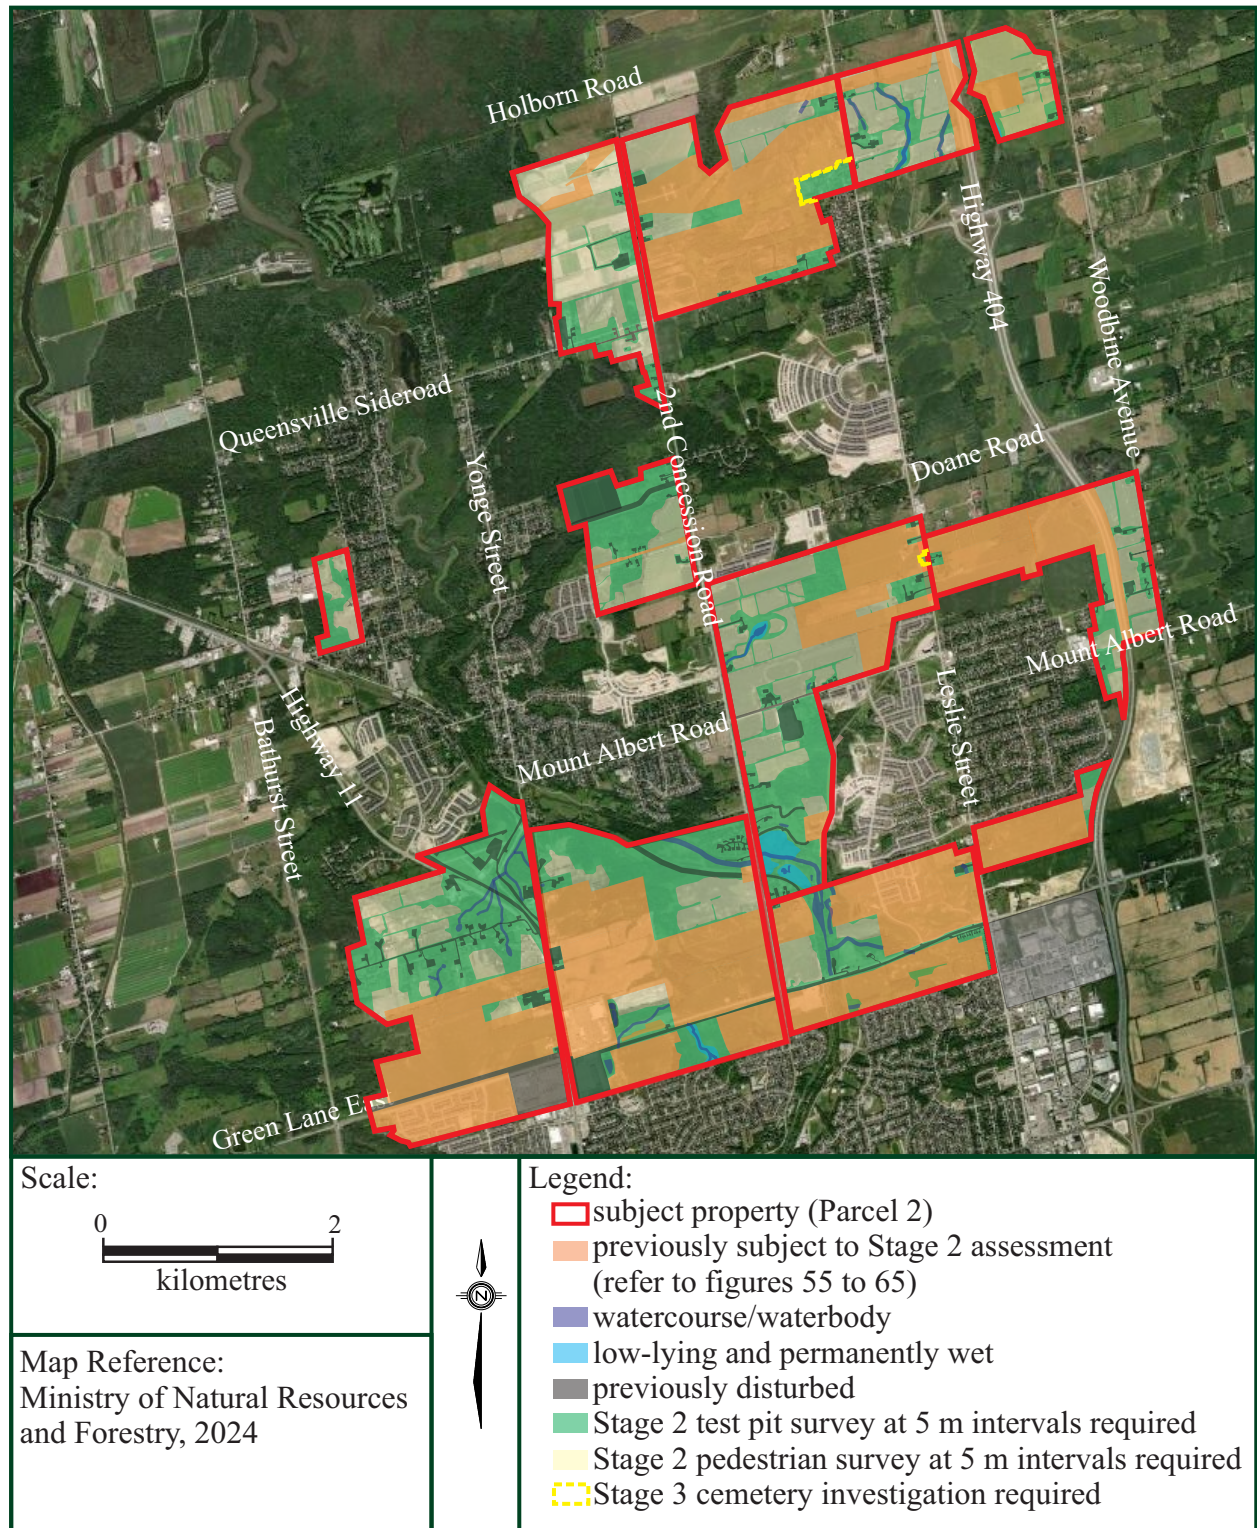 Holborn Road
Highway 404
Woodbine Avenue
Queensville Sideroad
2nd Concession Road
Yonge Street
Doane Road
Mount Albert Road
Leslie Street
Highway 11
Mount Albert Road
Bathurst Street
Green Lane Eas
Scale:
0 2
kilometres
Map Reference:
Ministry of Natural Resources
and Forestry, 2024
N
Legend:
subject property (Parcel 2)
previously subject to Stage 2 assessment
(refer to figures 55 to 65)
watercourse/waterbody
low-lying and permanently wet
previously disturbed
Stage 2 test pit survey at 5 m intervals required
Stage 2 pedestrian survey at 5 m intervals required
Stage 3 cemetery investigation required